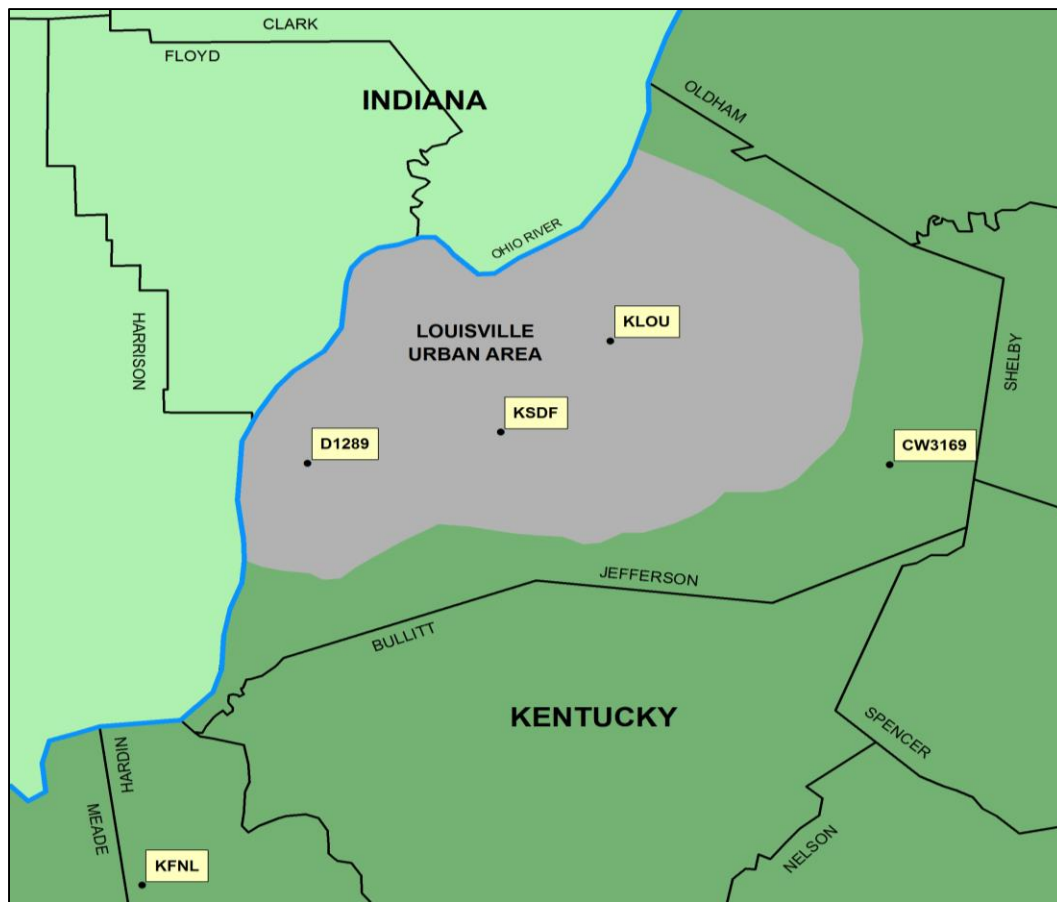 CLARK
FLOYD
INDIANA
OLDHAM
OHIO RIVER
HARRISON
LOUISVILLE
URBAN AREA
KLOU
SHELBY
KSDF
D1289
CW3169
JEFFERSON
BULLITT
KENTUCKY
SPENCER
HARDIN
MEADE
NELSON
KFNL